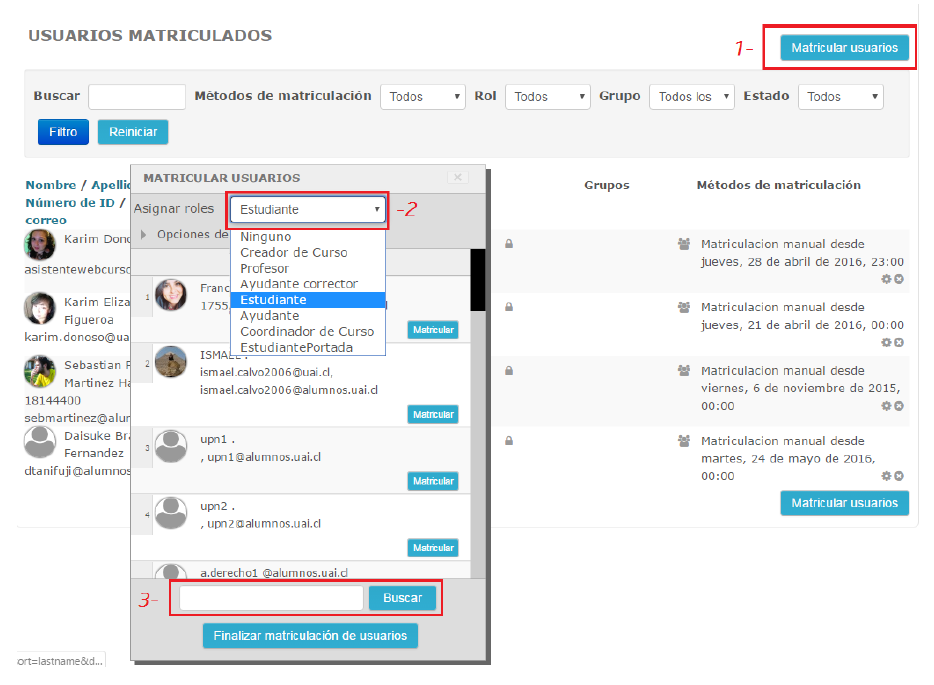 USUARIOS MATRICULADOS
1-
Matricular usuarios
Buscar
Métodos de matriculación
Todos
Rol
Todos
Grupo
Todos los
Estado
Todos
Filtro
Reiniciar
Nombre /
Número de ID /
correo
Grupos
Métodos de matriculación
Karim
asistentewebcurso
Karim Eliza
Figueroa
karim.donoso@ua
Sebastian
Martinez
18144400
sebmartinez@alum
Daisuke
Fernandez
dtanifuji@alumnos
MATRICULAR USUARIOS
Asignar roles
Estudiante
-2
Opciones de
Ninguno
Creador de Curso
Profesor
Ayudante corrector
Estudiante
Ayudante
Coordinador de Curso
EstudiantePortada
1
Franc
1755,
Matricular
2
ismael.calvo2006@uai.cl,
ismael.calvo2006@alumnos.uai.cl
Matricular
3
upn1 .
, upn1@alumnos.uai.cl
Matricular
4
upn2 .
, upn2@alumnos.uai.cl
Matricular
a.derecho1 @alumnos.uai.cl
3-
Buscar
Finalizar matriculación de usuarios
Matriculacion manual desde
jueves, 28 de abril de 2016, 23:00
Matriculacion manual desde
jueves, 21 de abril de 2016, 00:00
Matriculacion manual desde
viernes, 6 de noviembre de 2015,
00:00
Matriculacion manual desde
martes, 24 de mayo de 2016,
00:00
Matricular usuarios
ort=lastname&d...